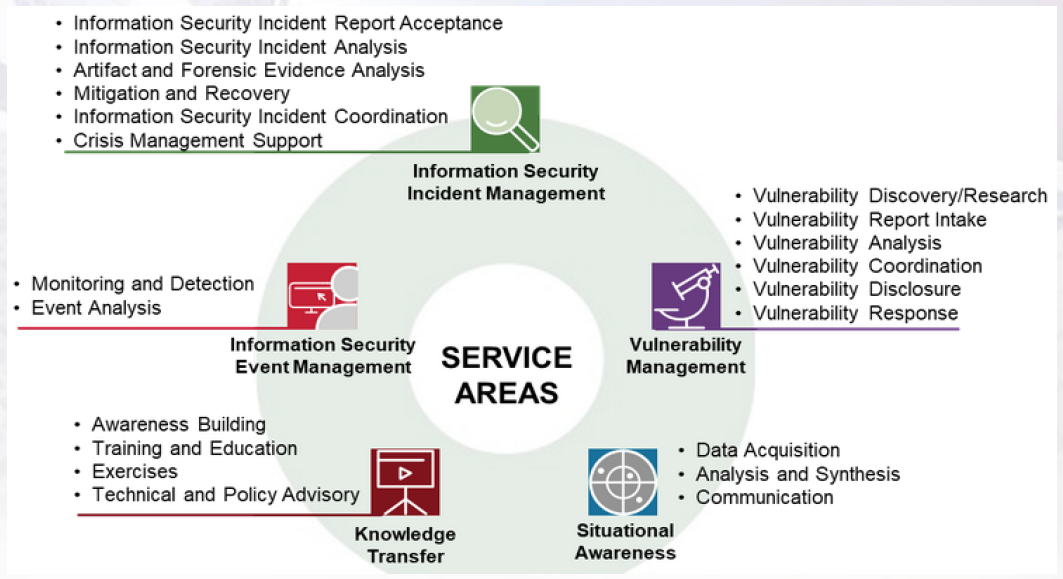 • Information Security Incident Report Acceptance
• Information Security Incident Analysis
• Artifact and Forensic Evidence Analysis
• Mitigation and Recovery
• Information Security Incident Coordination
• Crisis Management Support
Information Security
Incident Management
• Vulnerability Discovery/Research
• Vulnerability Report Intake
• Vulnerability Analysis
• Vulnerability Coordination
• Vulnerability Disclosure
• Vulnerability Response
Vulnerability
Management
• Monitoring and Detection
• Event Analysis
Information Security
Event Management
SERVICE
AREAS
• Awareness Building
• Training and Education
• Exercises
• Technical and Policy Advisory
Knowledge
Transfer
• Data Acquisition
• Analysis and Synthesis
• Communication
Situational
Awareness